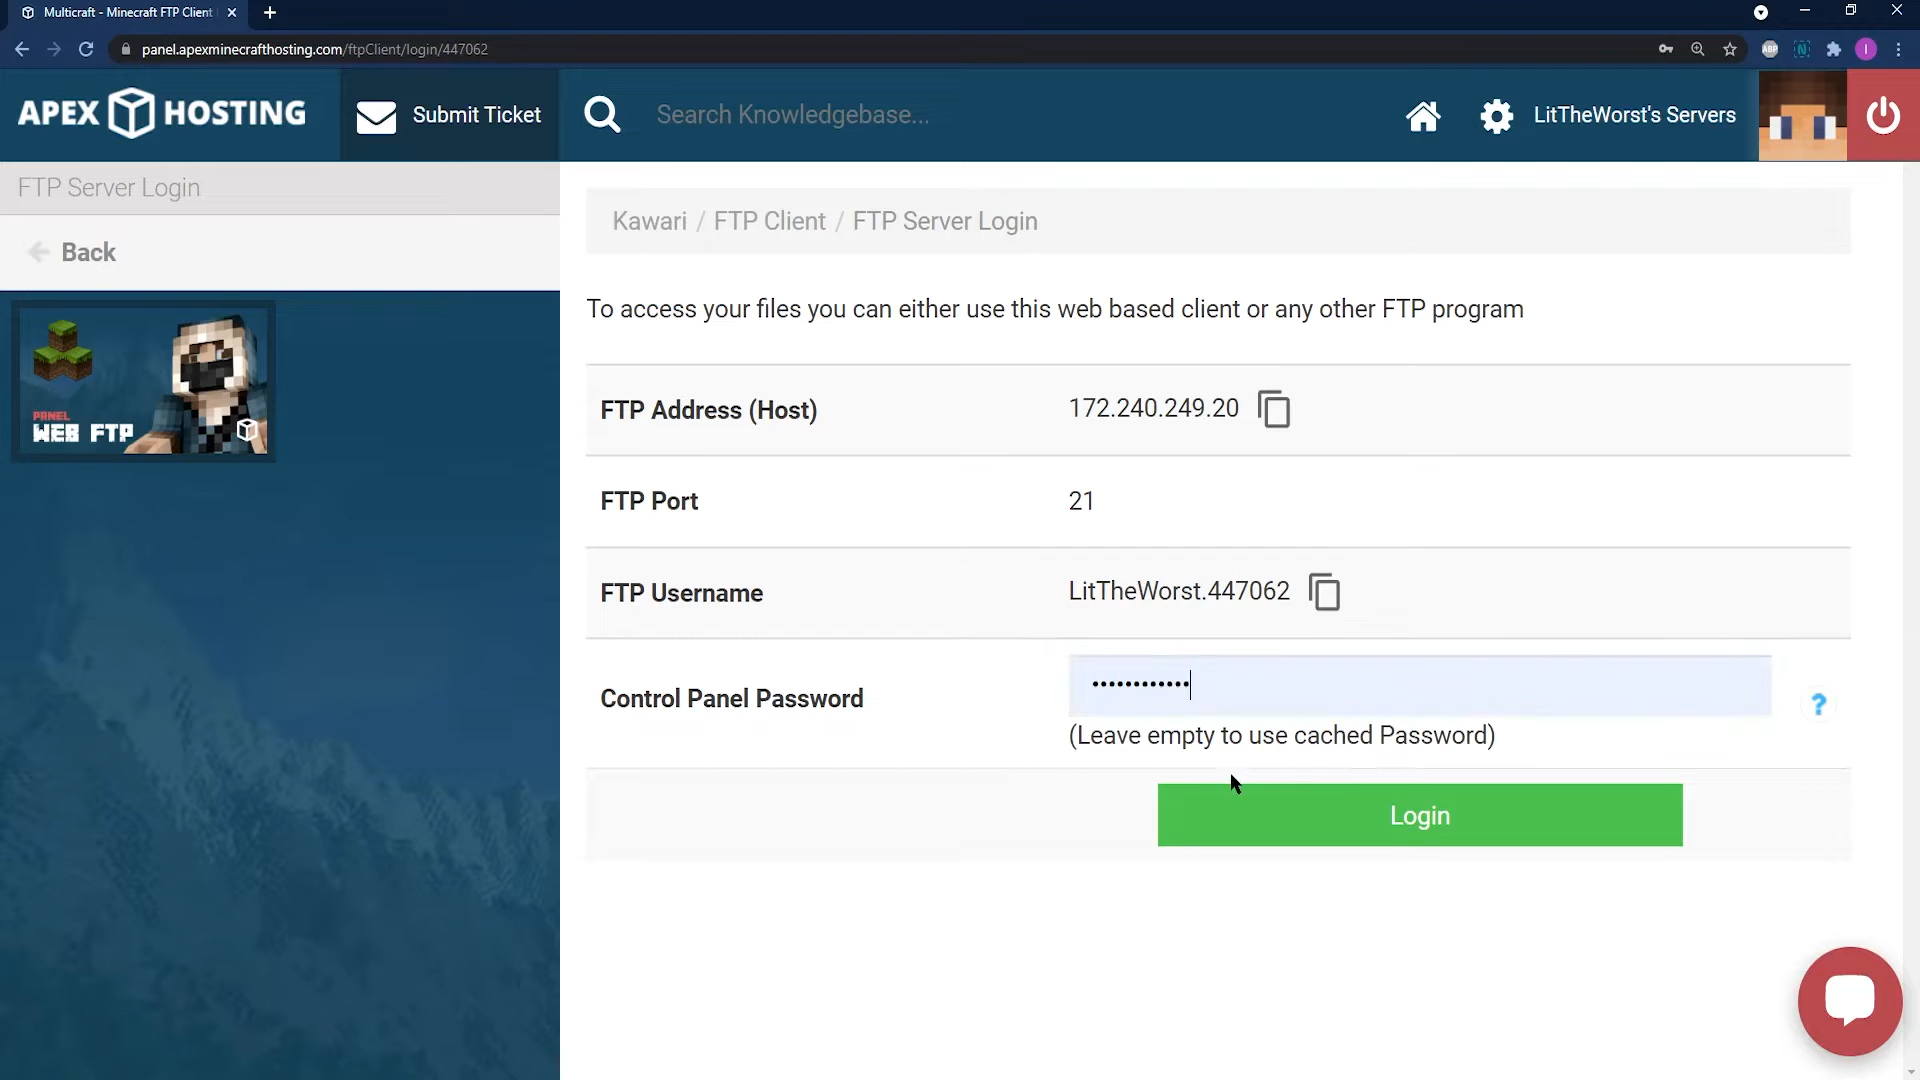 Multicraft - Minecraft FTP Client
panel.apexminecrafthosting.com/ftpClient/login/447062
ABP
N
I
APEX HOSTING
Submit Ticket
Search Knowledgebase...
LitTheWorst's Servers
FTP Server Login
Back
PANEL
WEB FTP
Kawari / FTP Client / FTP Server Login
To access your files you can either use this web based client or any other FTP program
FTP Address (Host) 172.240.249.20
FTP Port 21
FTP Username LitTheWorst.447062
Control Panel Password ••••••••••••
?
(Leave empty to use cached Password)
Login